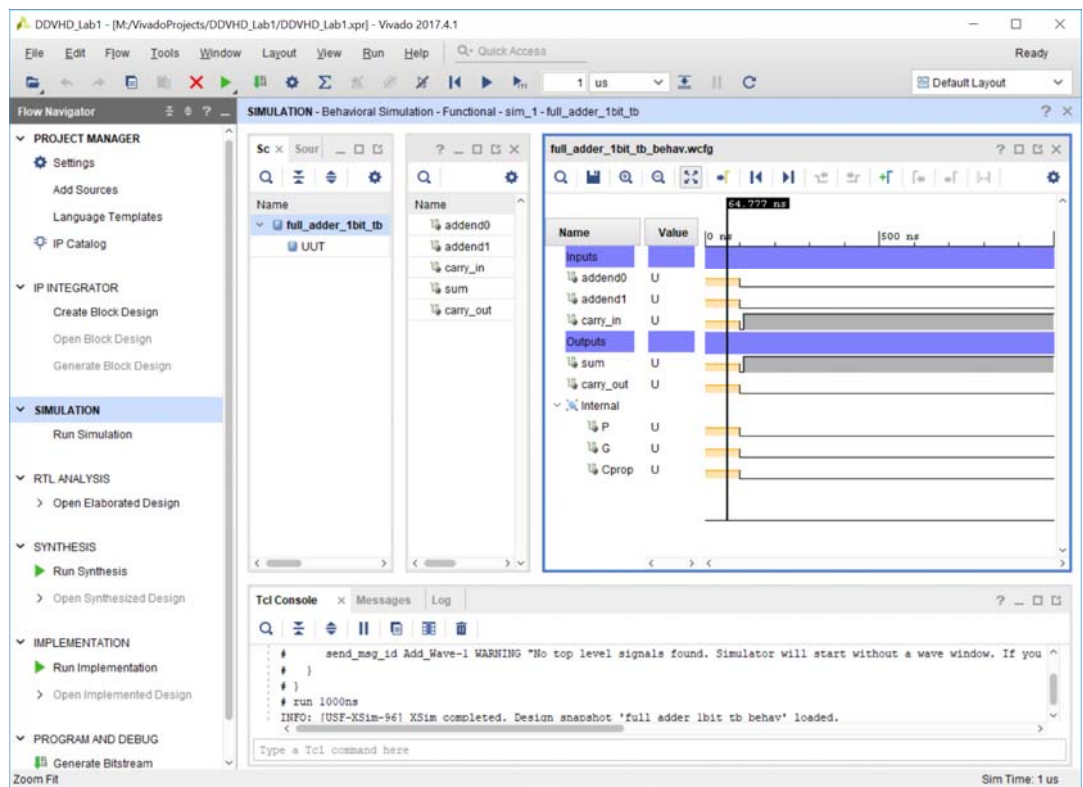 DDVHD_Lab1 - [M:/VivadoProjects/DDVHD_Lab1/DDVHD_Lab1.xpr] - Vivado 2017.4.1
File Edit Flow Tools Window Layout View Run Help Quick Access
Ready
1 us
Default Layout
Flow Navigator
PROJECT MANAGER
Settings
Add Sources
Language Templates
IP Catalog
IP INTEGRATOR
Create Block Design
Open Block Design
Generate Block Design
SIMULATION
Run Simulation
RTL ANALYSIS
Open Elaborated Design
SYNTHESIS
Run Synthesis
Open Synthesized Design
IMPLEMENTATION
Run Implementation
Open Implemented Design
PROGRAM AND DEBUG
Generate Bitstream
SIMULATION - Behavioral Simulation - Functional - sim_1 - full_adder_1bit_tb
Sc Sour
Name
full_adder_1bit_tb
UUT
Name
addend0
addend1
carry_in
sum
carry_out
full_adder_1bit_tb_behav.wcfg
64.777 ns
Name Value 0 ns 500 ns
Inputs
addend0 U
addend1 U
carry_in U
Outputs
sum U
carry_out U
Internal
P U
G U
Cprop U
Tcl Console Messages Log
# send_msg_id Add_Wave-1 WARNING "No top level signals found. Simulator will start without a wave window. If you
# }
# }
# run 1000ns
INFO: [USF-XSim-96] XSim completed. Design snapshot 'full_adder_1bit_tb_behav' loaded.
Type a Tcl command here
Zoom Fit
Sim Time: 1 us